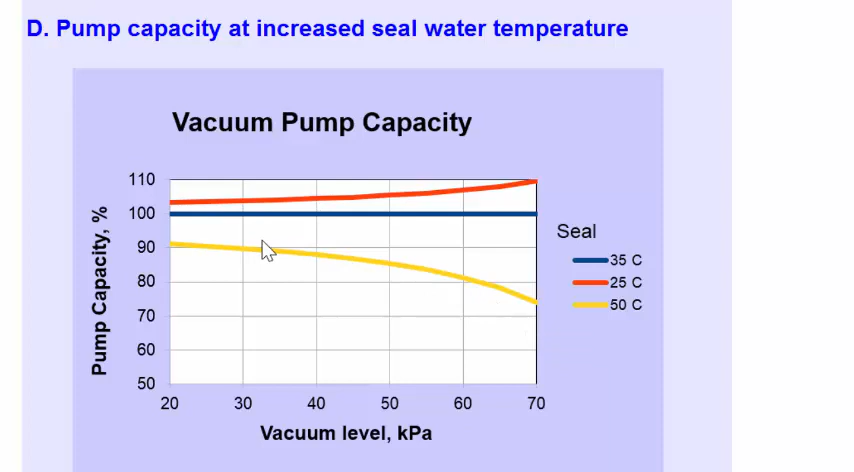 D. Pump capacity at increased seal water temperature
Vacuum Pump Capacity
Pump Capacity, %
110
100
90
80
70
60
50
20 30 40 50 60 70
Vacuum level, kPa
Seal
35 C
25 C
50 C